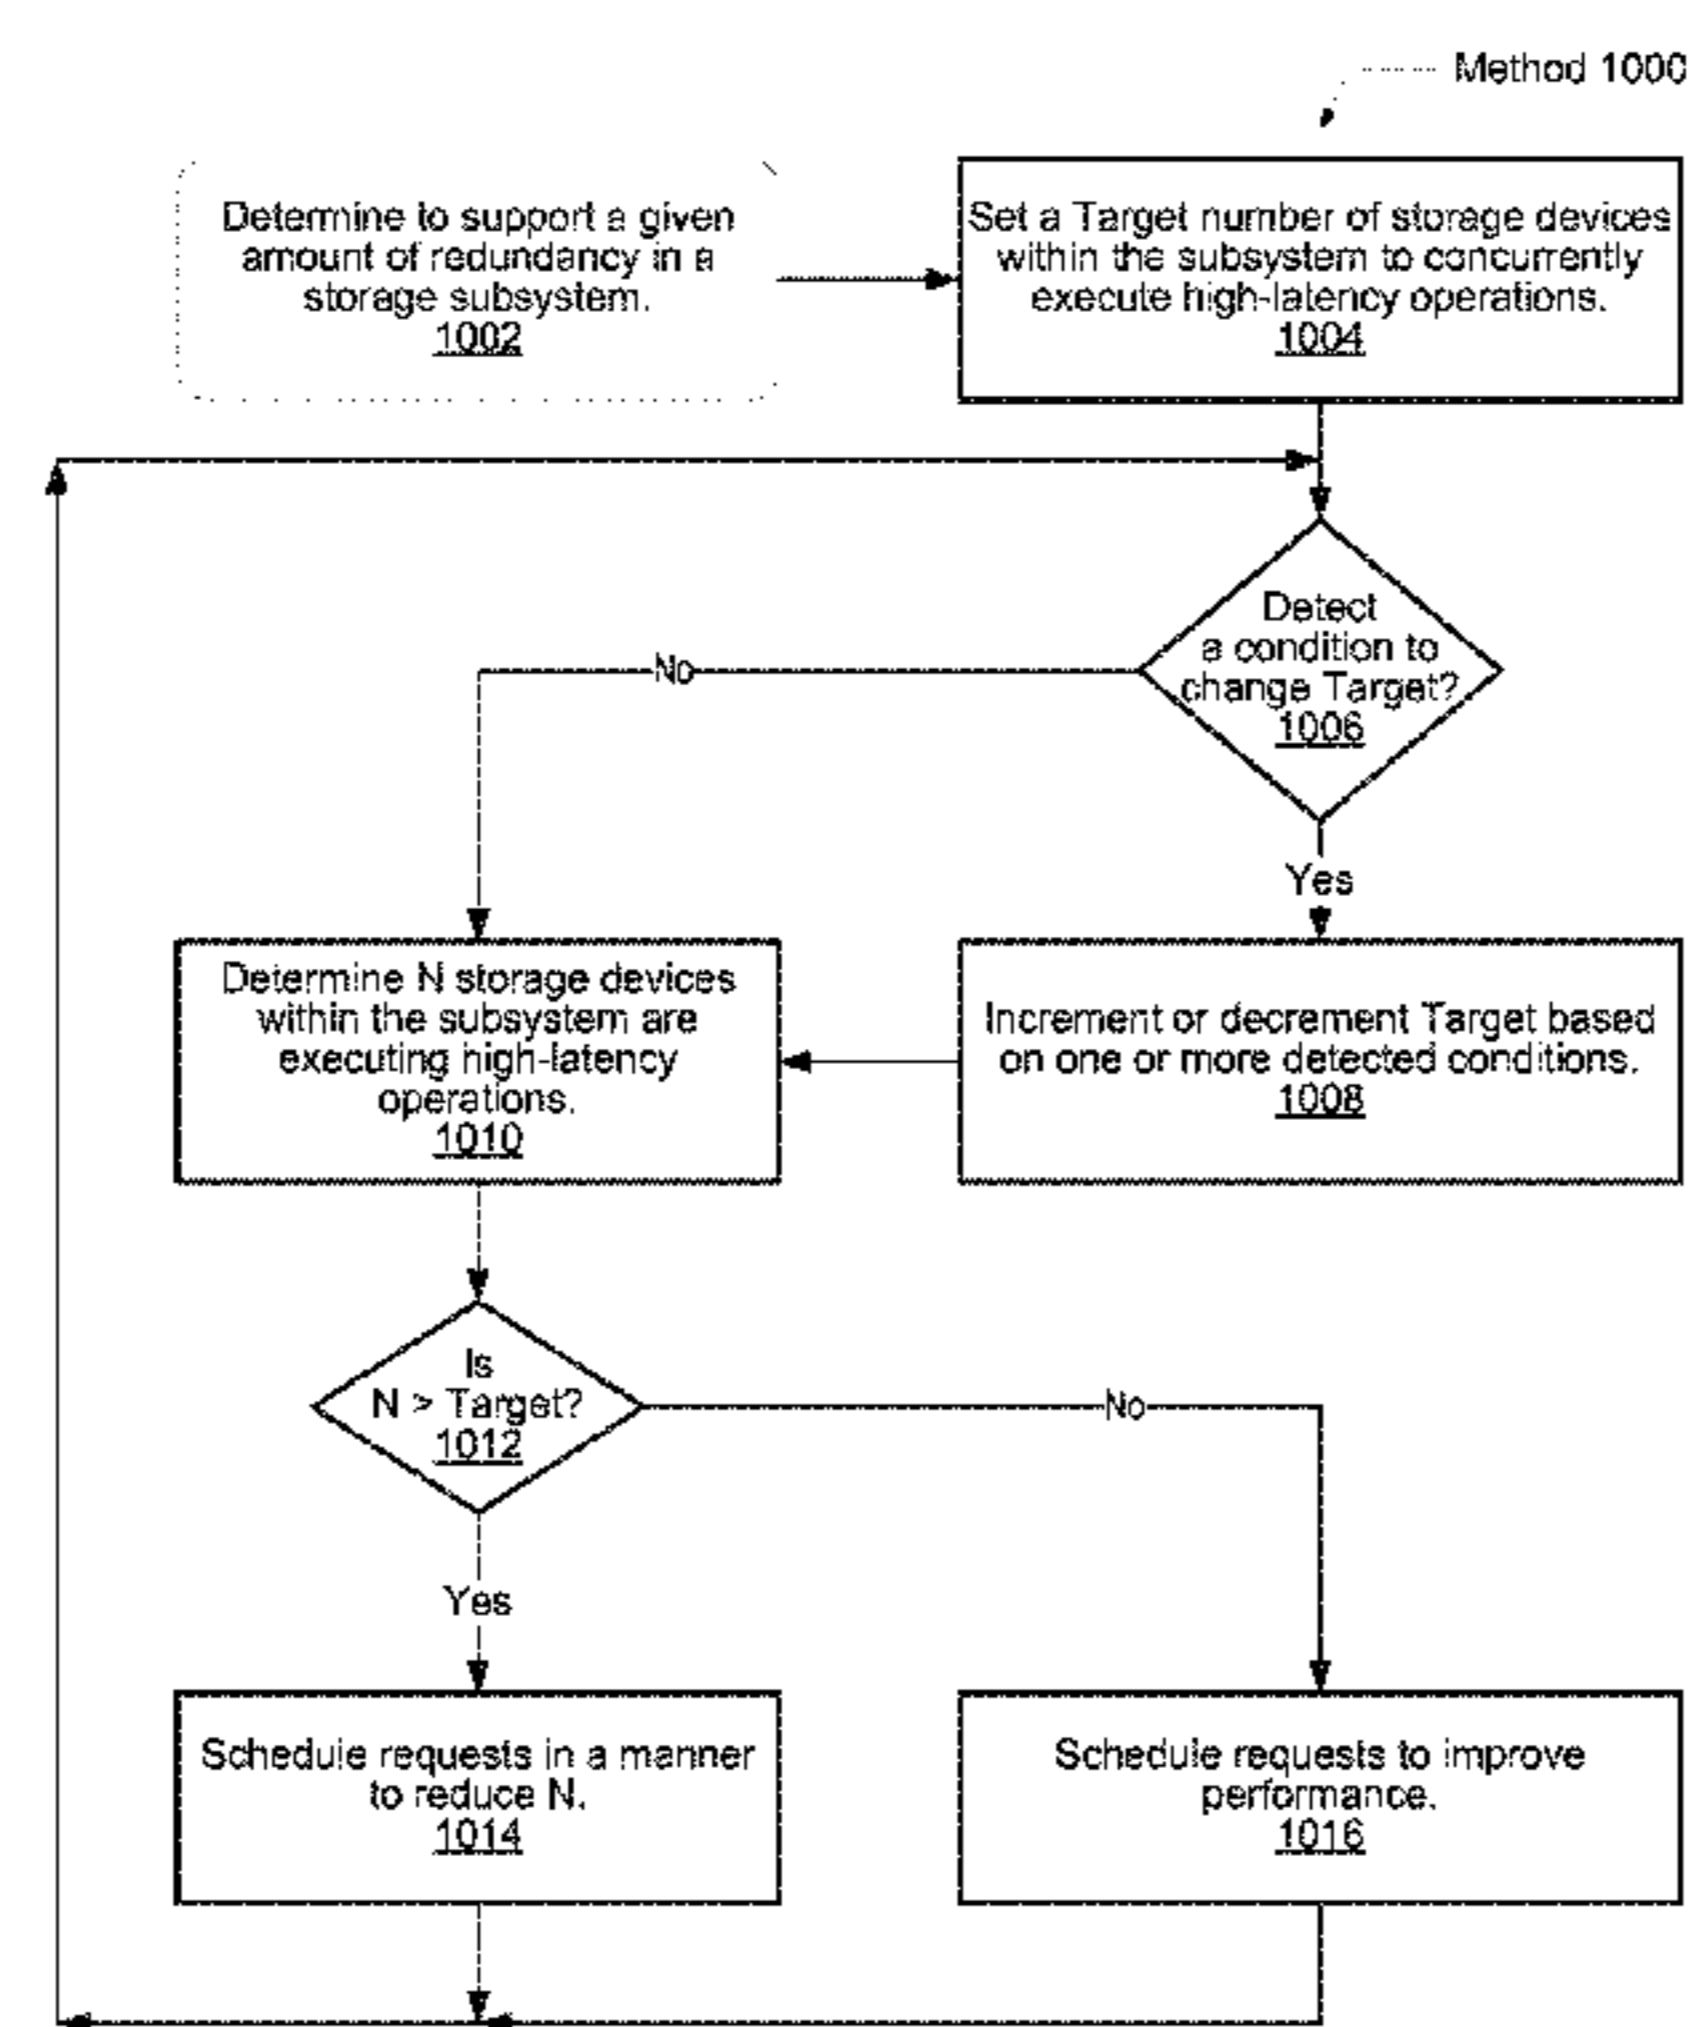 Method 1000
Determine to support a given
amount of redundancy in a
storage subsystem.
1002
Set a Target number of storage devices
within the subsystem to concurrently
execute high-latency operations.
1004
Detect
a condition to
change Target?
1006
No
Yes
Determine N storage devices
within the subsystem are
executing high-latency
operations.
1010
Increment or decrement Target based
on one or more detected conditions.
1008
Is
N > Target?
1012
No
Yes
Schedule requests in a manner
to reduce N.
1014
Schedule requests to improve
performance.
1016